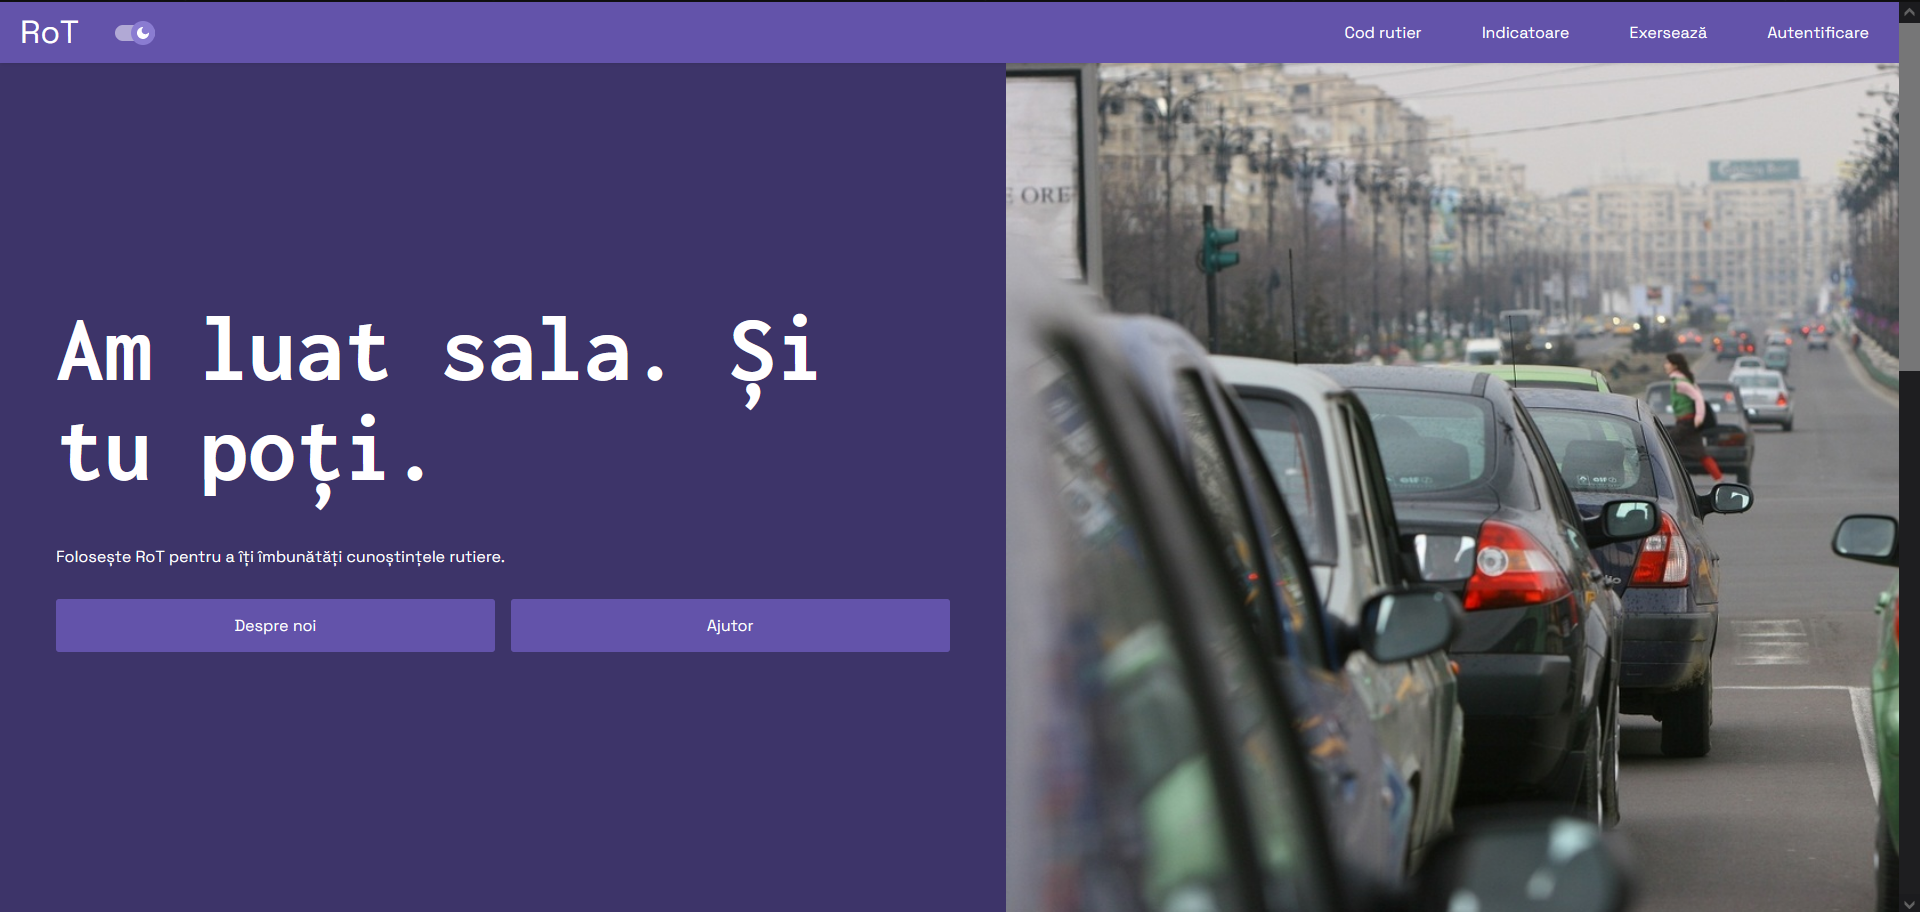 RoT
Cod rutier
Indicatoare
Exersează
Autentificare
E ORE
Am luat sala. Și
tu poți.
Folosește RoT pentru a îți îmbunătăți cunoștințele rutiere.
Despre noi
Ajutor